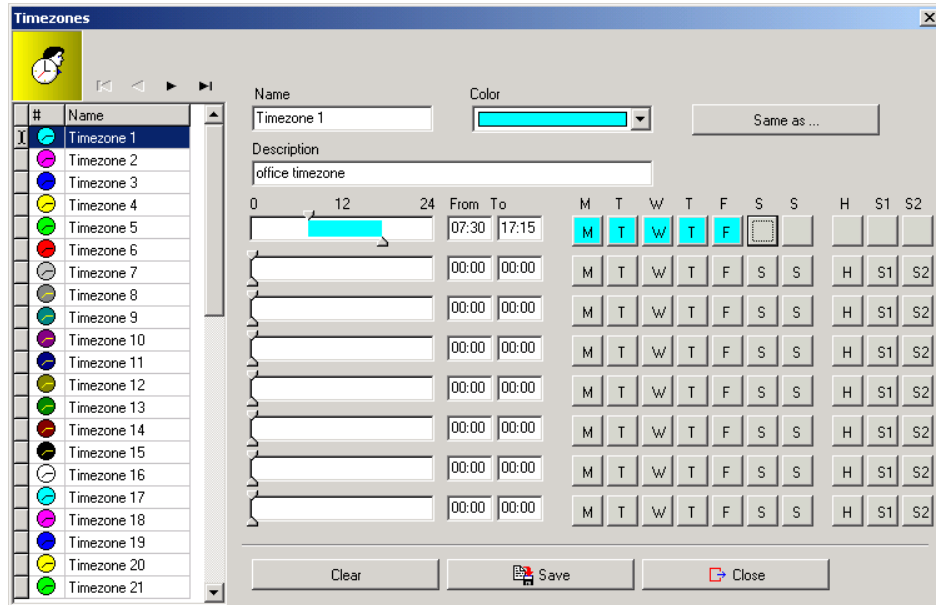 Timezones
# Name
Timezone 1
Timezone 2
Timezone 3
Timezone 4
Timezone 5
Timezone 6
Timezone 7
Timezone 8
Timezone 9
Timezone 10
Timezone 11
Timezone 12
Timezone 13
Timezone 14
Timezone 15
Timezone 16
Timezone 17
Timezone 18
Timezone 19
Timezone 20
Timezone 21
Name Color
Timezone 1 Same as ...
Description
office timezone
0 12 24 From To M T W T F S S H S1 S2
07:30 17:15 M T W T F
00:00 00:00 M T W T F S S H S1 S2
00:00 00:00 M T W T F S S H S1 S2
00:00 00:00 M T W T F S S H S1 S2
00:00 00:00 M T W T F S S H S1 S2
00:00 00:00 M T W T F S S H S1 S2
00:00 00:00 M T W T F S S H S1 S2
00:00 00:00 M T W T F S S H S1 S2
Clear Save Close